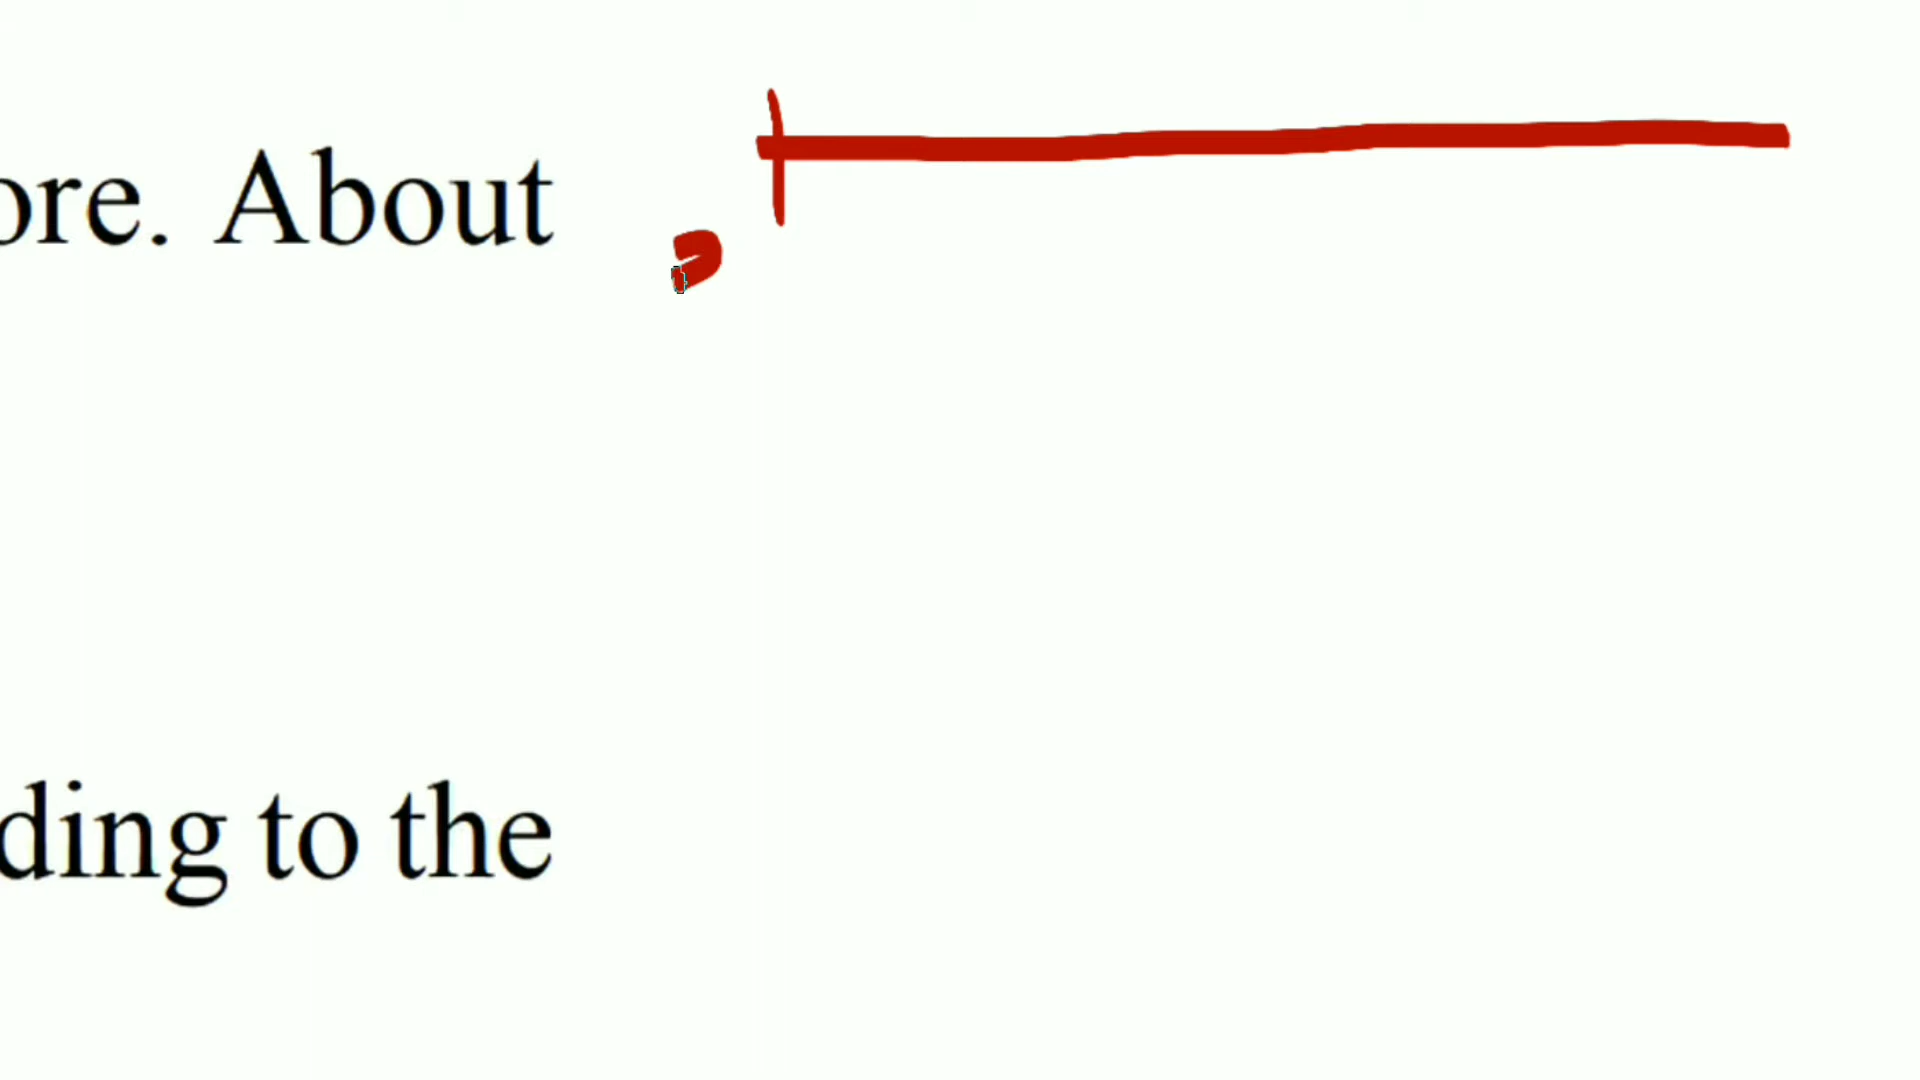 ore. About
ding to the